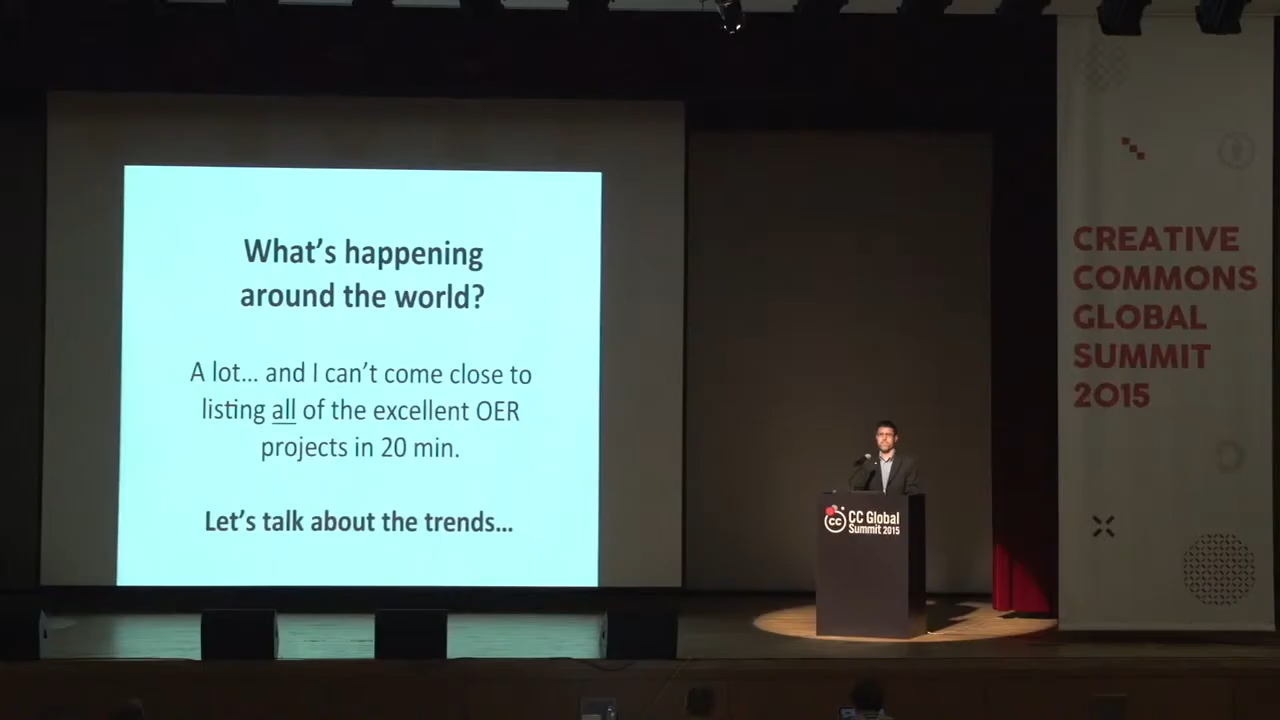 What's happening
around the world?
A lot... and I can't come close to
listing all of the excellent OER
projects in 20 min.
Let's talk about the trends...
CC Global
Summit 2015
CREATIVE
COMMONS
GLOBAL
SUMMIT
2015